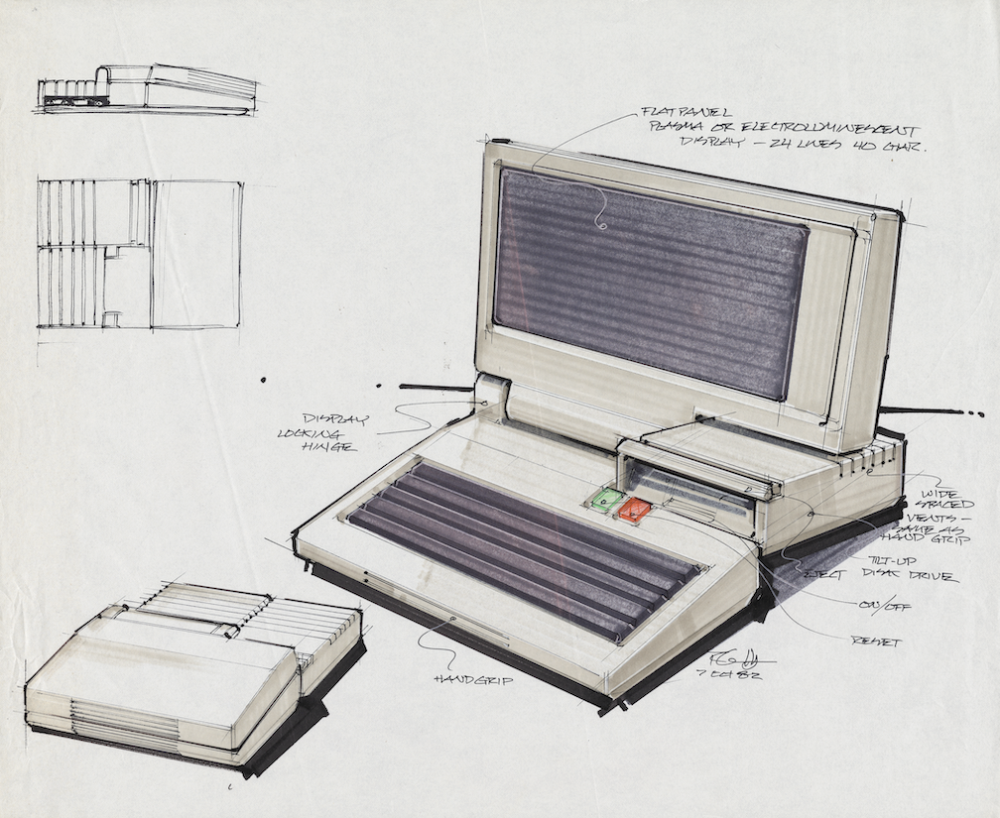 FLAT PANEL
PLASMA OR ELECTROLUMINESCENT
DISPLAY – 24 LINES 40 CHAR.
DISPLAY
LOCKING
HINGE
WIDE
SPACED
VENTS –
SAME AS
HAND GRIP
TILT-UP
DISK DRIVE
EJECT
ON/OFF
RESET
HANDGRIP
7 OCT 82